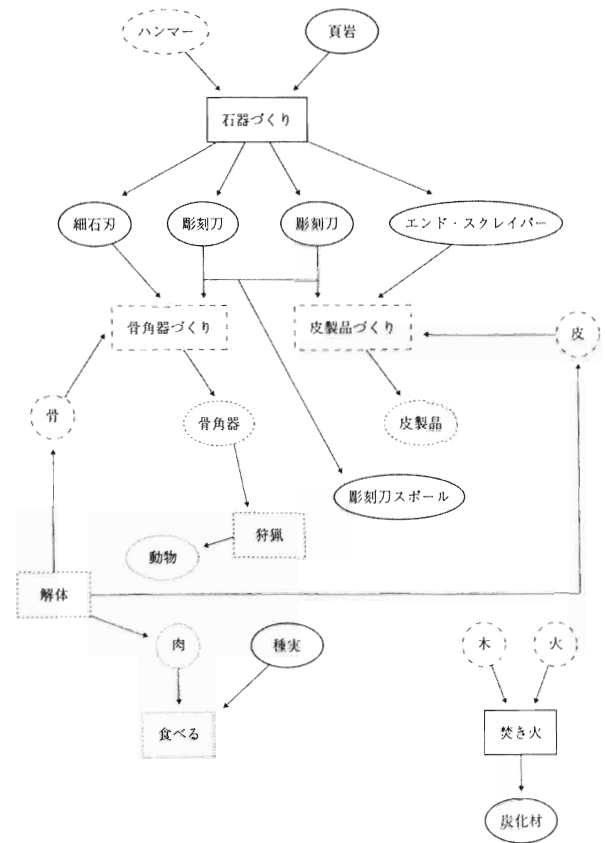 ハンマー
頁岩
石器づくり
細石刃
彫刻刀
彫刻刀
エンド・スクレイパー
骨角器づくり
皮製品づくり
皮
骨
骨角器
皮製品
彫刻刀スポール
狩猟
動物
解体
肉
種実
木
火
食べる
焚き火
炭化材